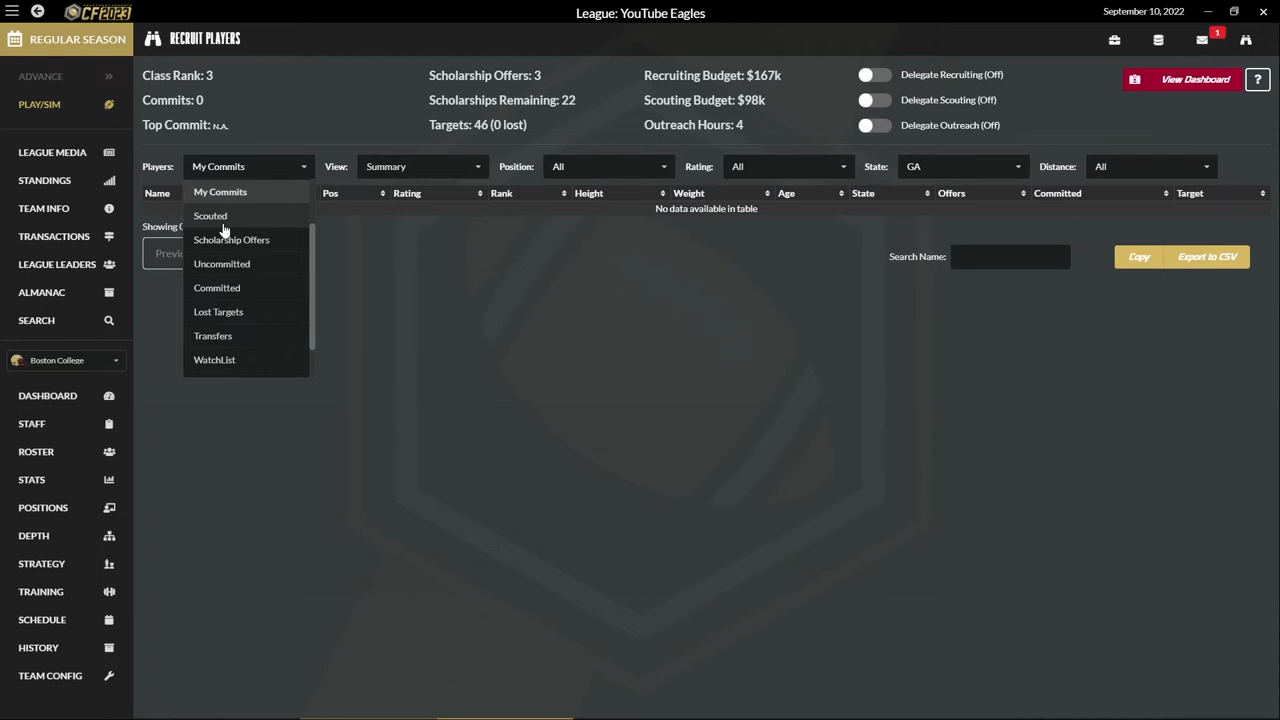 CF2023
League: YouTube Eagles
September 10, 2022
REGULAR SEASON
RECRUIT PLAYERS
1
ADVANCE
PLAY/SIM
LEAGUE MEDIA
STANDINGS
TEAM INFO
TRANSACTIONS
LEAGUE LEADERS
ALMANAC
SEARCH
Boston College
DASHBOARD
STAFF
ROSTER
STATS
POSITIONS
DEPTH
STRATEGY
TRAINING
SCHEDULE
HISTORY
TEAM CONFIG
Class Rank: 3
Commits: 0
Top Commit: N.A.
Scholarship Offers: 3
Scholarships Remaining: 22
Targets: 46 (0 lost)
Recruiting Budget: $167k
Scouting Budget: $98k
Outreach Hours: 4
Delegate Recruiting (Off)
Delegate Scouting (Off)
Delegate Outreach (Off)
View Dashboard
?
Players: My Commits View: Summary Position: All Rating: All State: GA Distance: All
Name Pos Rating Rank Height Weight Age State Offers Committed Target
No data available in table
My Commits
Scouted
Scholarship Offers
Uncommitted
Committed
Lost Targets
Transfers
WatchList
Search Name:
Copy
Export to CSV